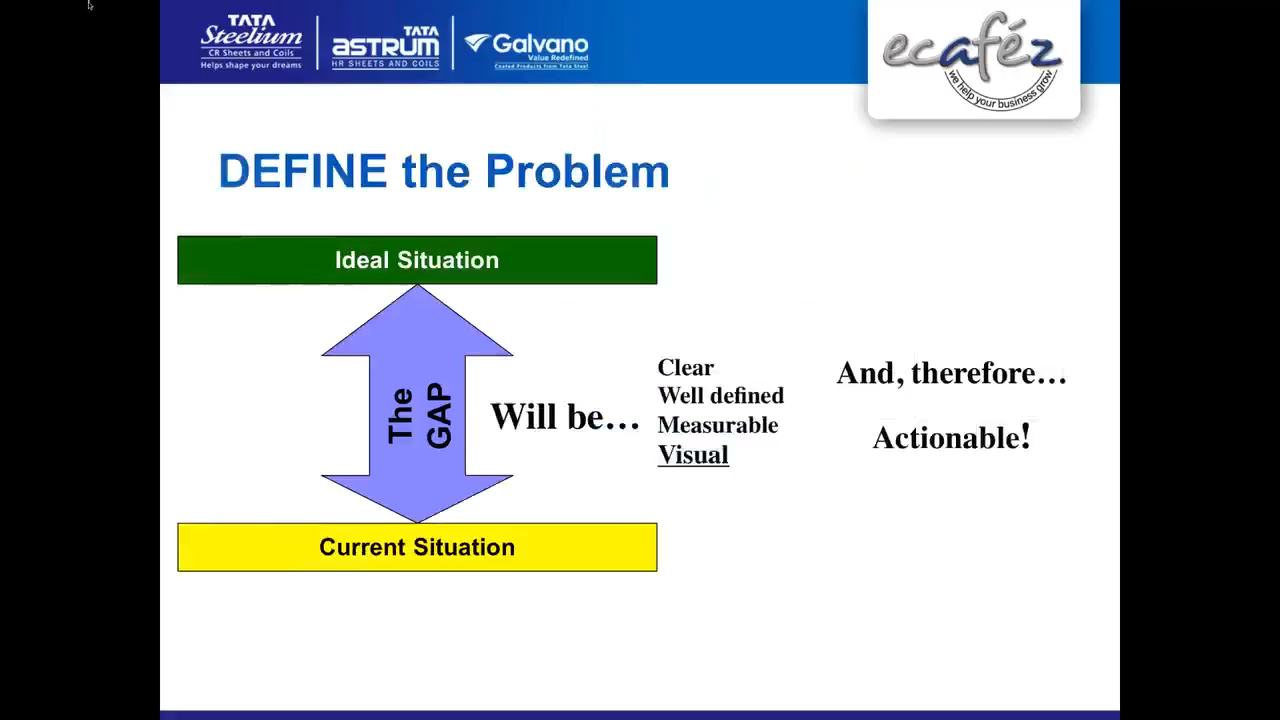 TATA
Steelium
CR Sheets and Coils
Helps shape your dreams
TATA
ASTRUM
HR SHEETS AND COILS
Galvano
Value Redefined
Coated Products from Tata Steel
ecaféz
we help your business grow
DEFINE the Problem
Ideal Situation
The
GAP
Will be…
Clear
Well defined
Measurable
Visual
And, therefore…
Actionable!
Current Situation